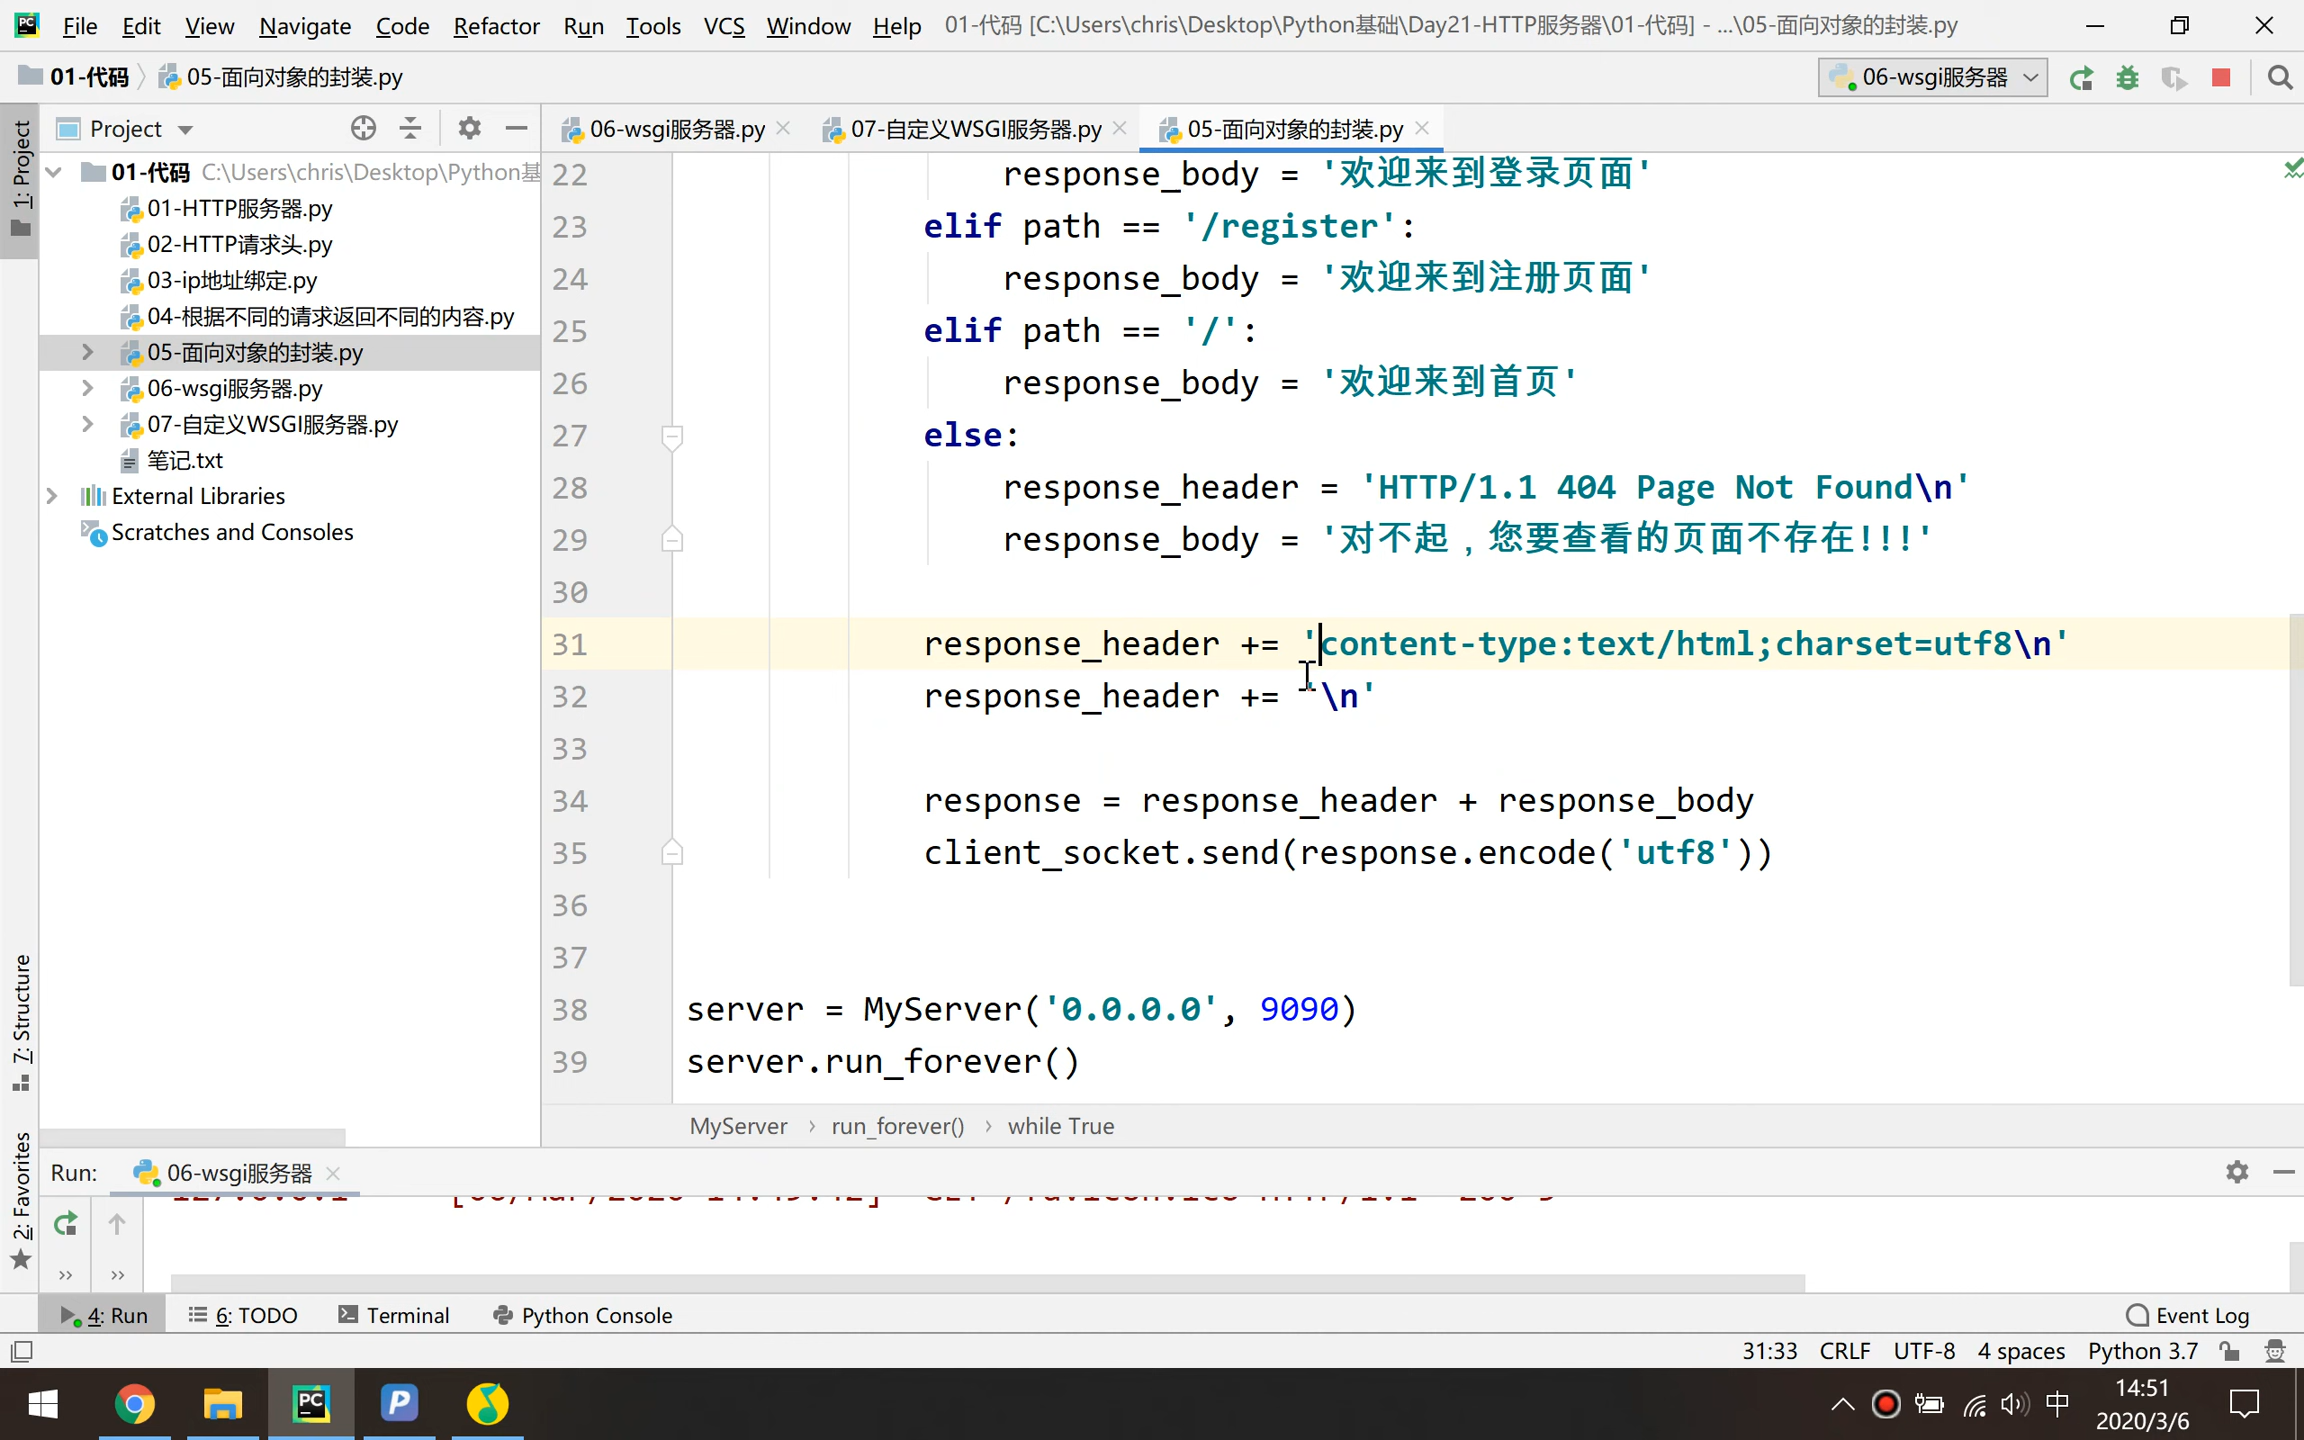 File Edit View Navigate Code Refactor Run Tools VCS Window Help 01-代码 [C:\Users\chris\Desktop\Python基础\Day21-HTTP服务器\01-代码] - ...\05-面向对象的封装.py
01-代码 05-面向对象的封装.py
06-wsgi服务器
1: Project
Project
06-wsgi服务器.py 07-自定义WSGI服务器.py 05-面向对象的封装.py
01-代码 C:\Users\chris\Desktop\Python基
01-HTTP服务器.py
02-HTTP请求头.py
03-ip地址绑定.py
04-根据不同的请求返回不同的内容.py
05-面向对象的封装.py
06-wsgi服务器.py
07-自定义WSGI服务器.py
笔记.txt
External Libraries
Scratches and Consoles
22 response_body = '欢迎来到登录页面'
23 elif path == '/register':
24 response_body = '欢迎来到注册页面'
25 elif path == '/':
26 response_body = '欢迎来到首页'
27 else:
28 response_header = 'HTTP/1.1 404 Page Not Found\n'
29 response_body = '对不起，您要查看的页面不存在!!!'
30
31 response_header += 'content-type:text/html;charset=utf8\n'
32 response_header += '\n'
33
34 response = response_header + response_body
35 client_socket.send(response.encode('utf8'))
36
37
38 server = MyServer('0.0.0.0', 9090)
39 server.run_forever()
MyServer › run_forever() › while True
7: Structure
2: Favorites
Run: 06-wsgi服务器
4: Run 6: TODO Terminal Python Console Event Log
31:33 CRLF UTF-8 4 spaces Python 3.7
中
14:51
2020/3/6